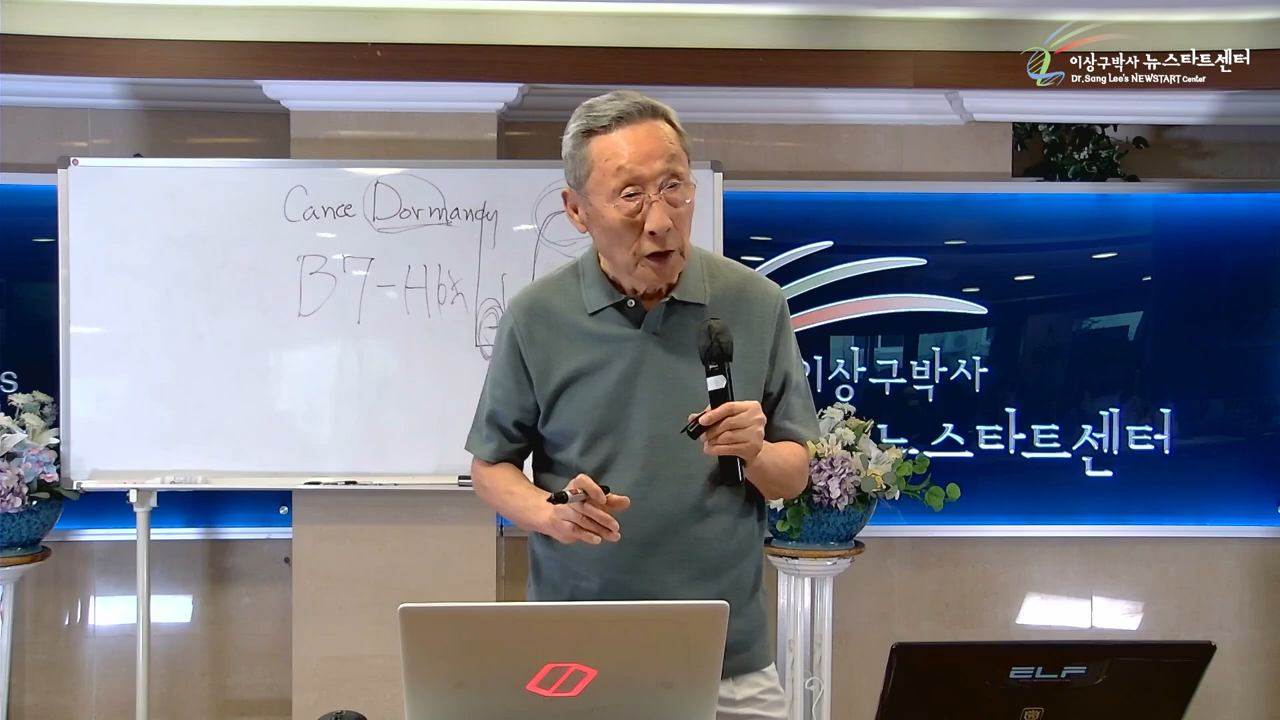 이상구박사 뉴스타트센터
Dr. Sang Lee's NEWSTART Center
Cance Dormancy
B7-H6x
S
이상구박사
뉴스타트센터
ELF